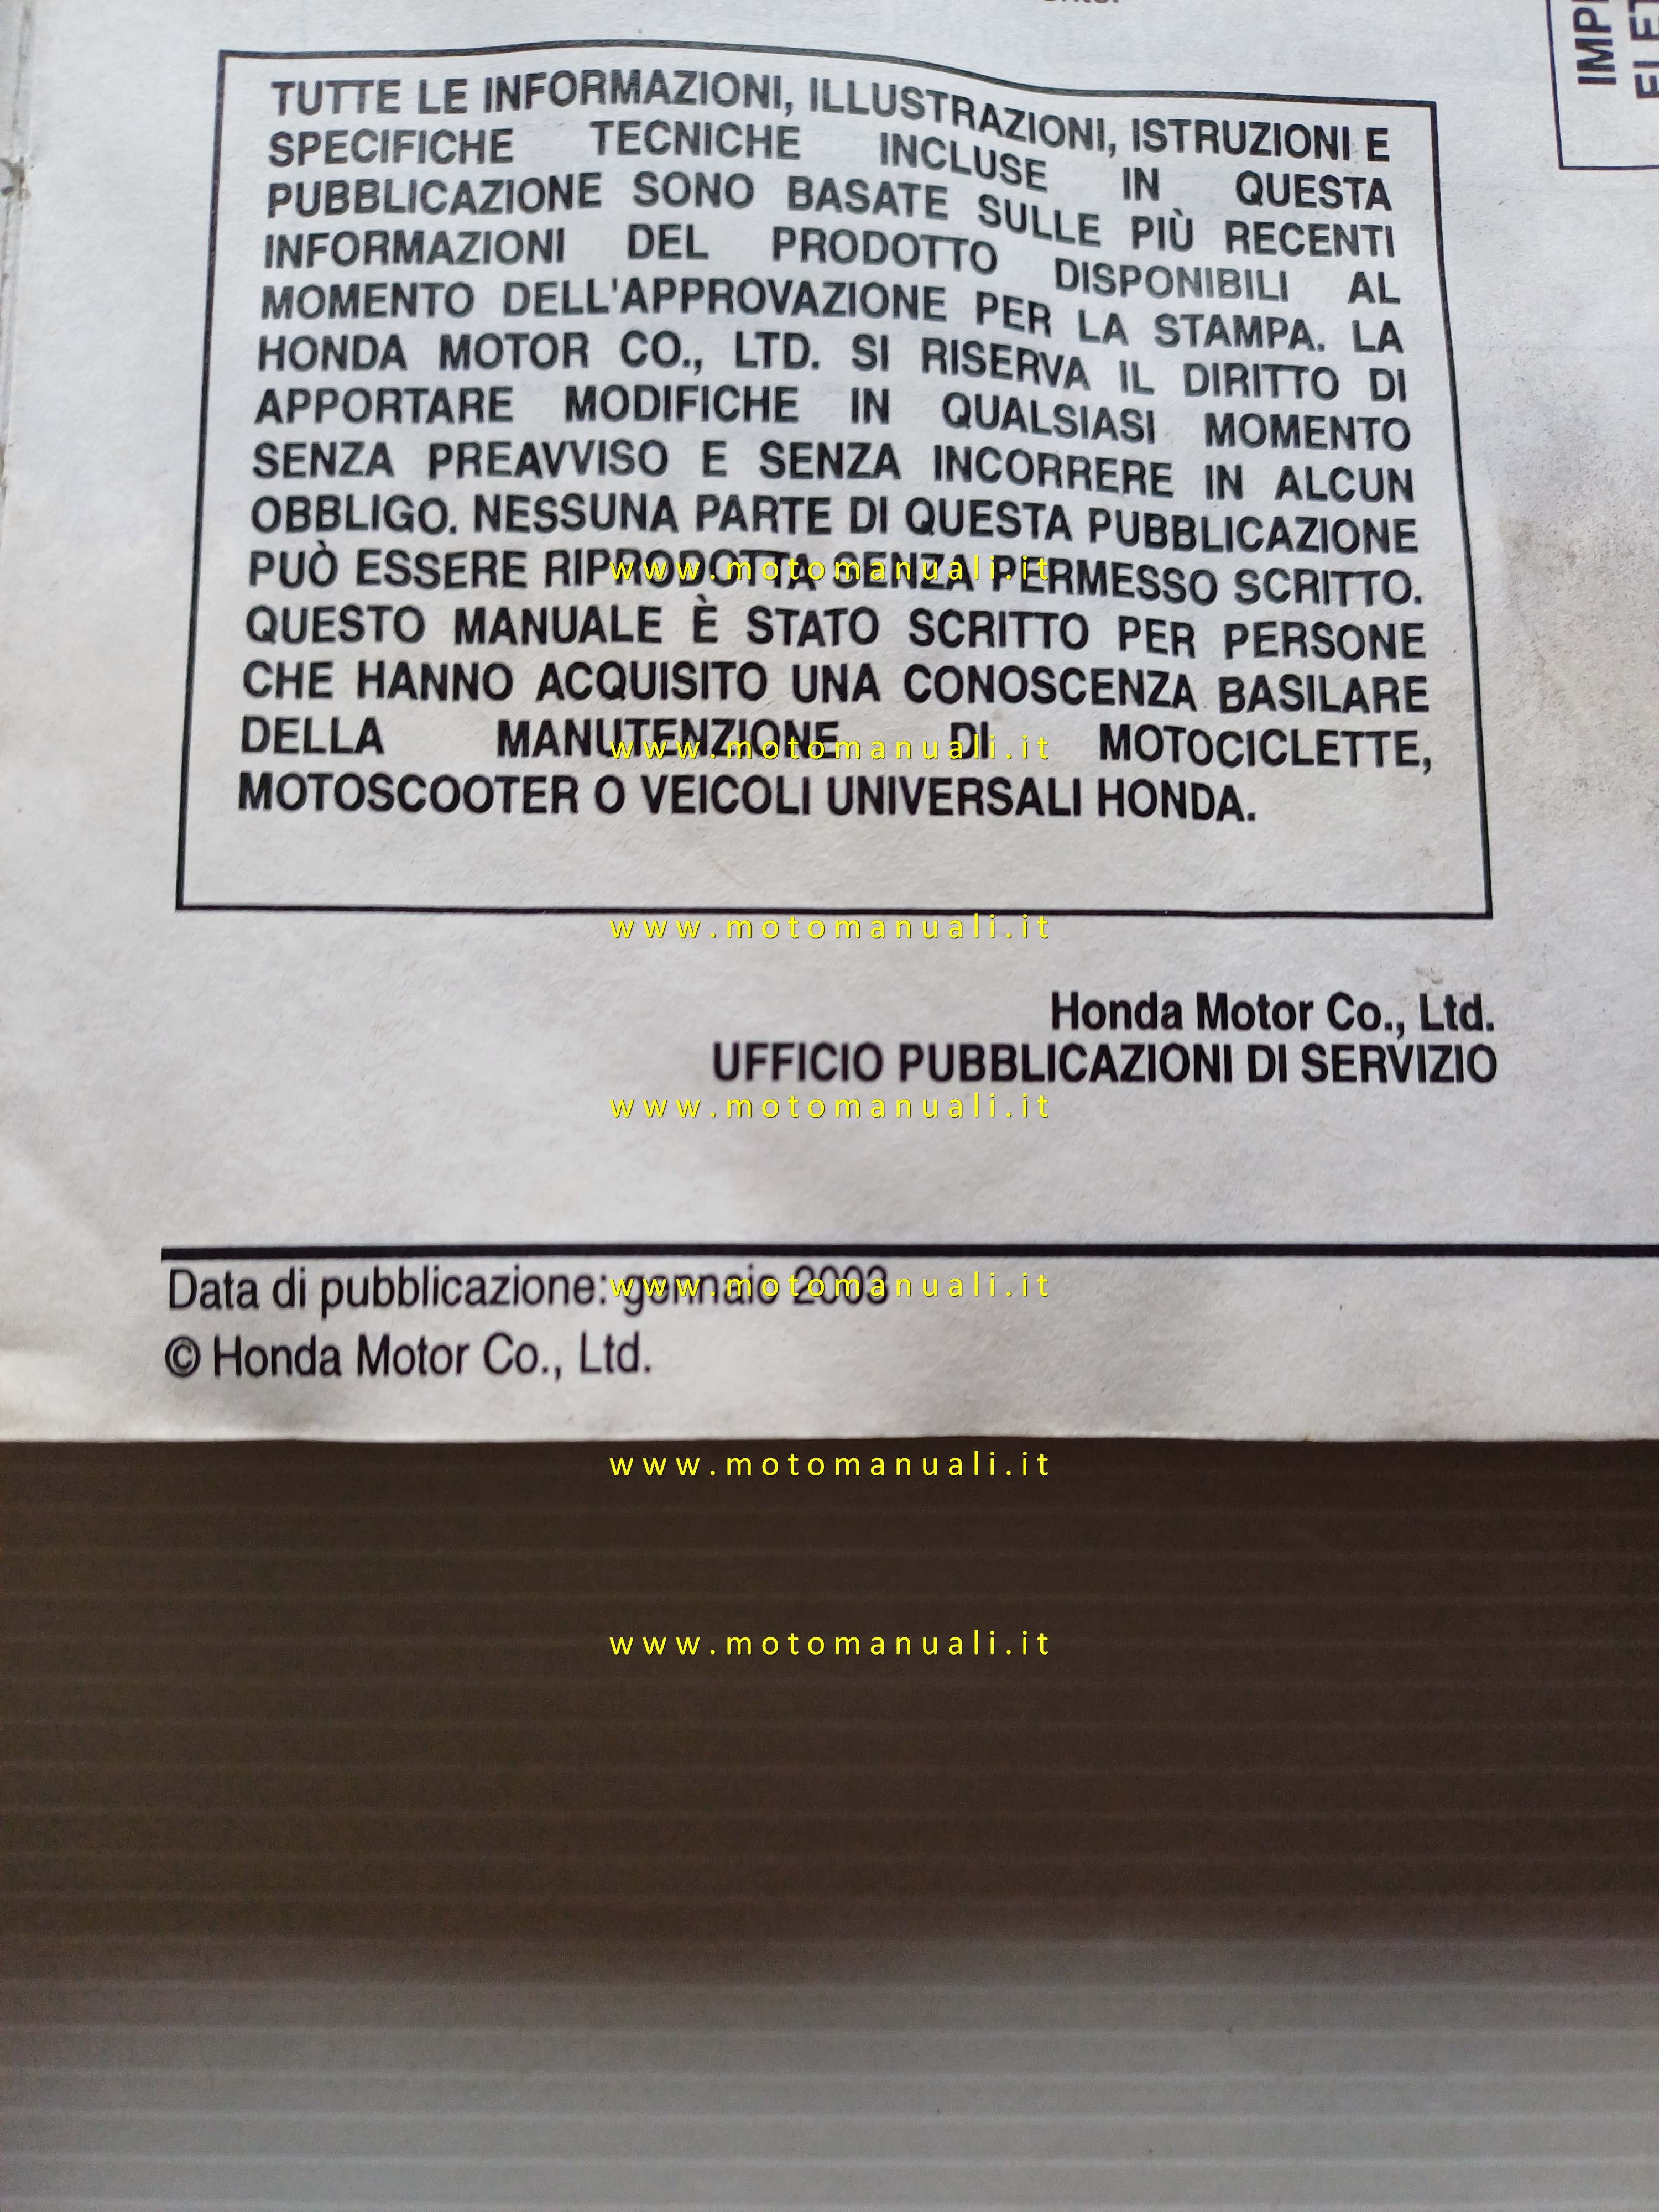 TUTTE LE INFORMAZIONI, ILLUSTRAZIONI, ISTRUZIONI E
SPECIFICHE TECNICHE INCLUSE IN QUESTA
PUBBLICAZIONE SONO BASATE SULLE PIÙ RECENTI
INFORMAZIONI DEL PRODOTTO DISPONIBILI AL
MOMENTO DELL'APPROVAZIONE PER LA STAMPA. LA
HONDA MOTOR CO., LTD. SI RISERVA IL DIRITTO DI
APPORTARE MODIFICHE IN QUALSIASI MOMENTO
SENZA PREAVVISO E SENZA INCORRERE IN ALCUN
OBBLIGO. NESSUNA PARTE DI QUESTA PUBBLICAZIONE
PUÒ ESSERE RIPRODOTTA SENZA PERMESSO SCRITTO.
QUESTO MANUALE È STATO SCRITTO PER PERSONE
CHE HANNO ACQUISITO UNA CONOSCENZA BASILARE
DELLA MANUTENZIONE DI MOTOCICLETTE,
MOTOSCOOTER O VEICOLI UNIVERSALI HONDA.
Honda Motor Co., Ltd.
UFFICIO PUBBLICAZIONI DI SERVIZIO
Data di pubblicazione: gennaio 2003
© Honda Motor Co., Ltd.
www.motomanuali.it
www.motomanuali.it
www.motomanuali.it
www.motomanuali.it
www.motomanuali.it
www.motomanuali.it
www.motomanuali.it